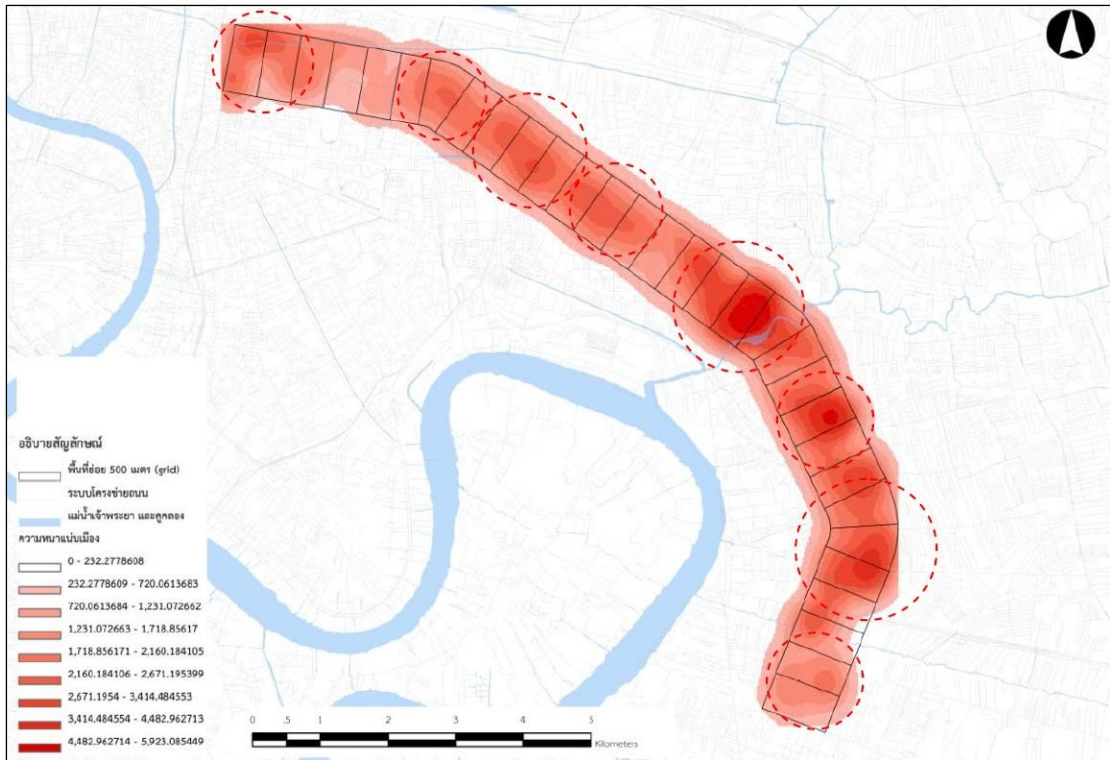 อธิบายสัญลักษณ์
พื้นที่ย่อย 500 เมตร (grid)
ระบบโครงข่ายถนน
แม่น้ำเจ้าพระยา และคูคลอง
ความหนาแน่นเมือง
0 - 232.2778608
232.2778609 - 720.0613683
720.0613684 - 1,231.072662
1,231.072663 - 1,718.85617
1,718.856171 - 2,160.184105
2,160.184106 - 2,671.195399
2,671.1954 - 3,414.484553
3,414.484554 - 4,482.962713
4,482.962714 - 5,923.085449
0 .5 1 2 3 4 5
Kilometers